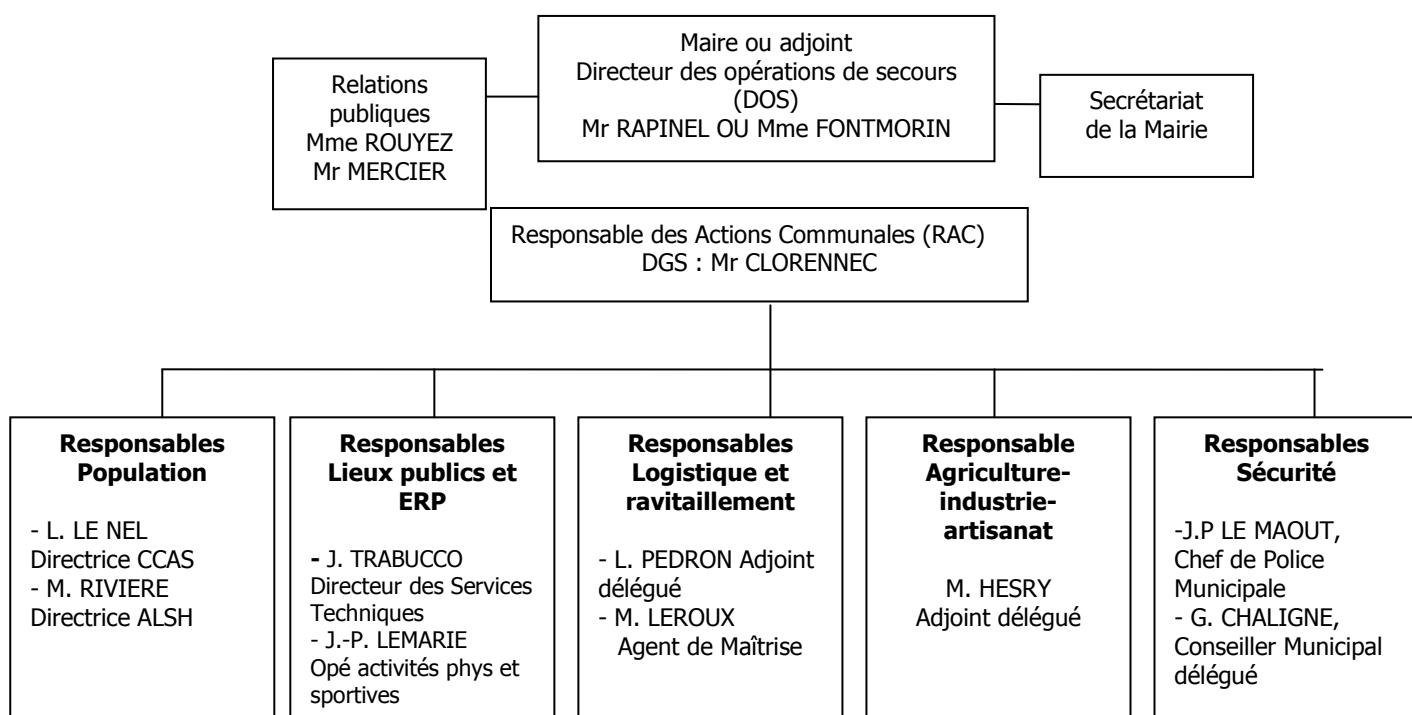 Maire ou adjoint
Directeur des opérations de secours
(DOS)
Mr RAPINEL OU Mme FONTMORIN
Relations
publiques
Mme ROUYEZ
Mr MERCIER
Secrétariat
de la Mairie
Responsable des Actions Communales (RAC)
DGS : Mr CLORENNEC
Responsables
Population
- L. LE NEL
Directrice CCAS
- M. RIVIERE
Directrice ALSH
Responsables
Lieux publics et
ERP
- J. TRABUCCO
Directeur des Services
Techniques
- J.-P. LEMARIE
Opé activités phys et
sportives
Responsables
Logistique et
ravitaillement
- L. PEDRON Adjoint
délégué
- M. LEROUX
Agent de Maîtrise
Responsable
Agriculture-
industrie-
artisanat
M. HESRY
Adjoint délégué
Responsables
Sécurité
-J.P LE MAOUT,
Chef de Police
Municipale
- G. CHALIGNE,
Conseiller Municipal
délégué